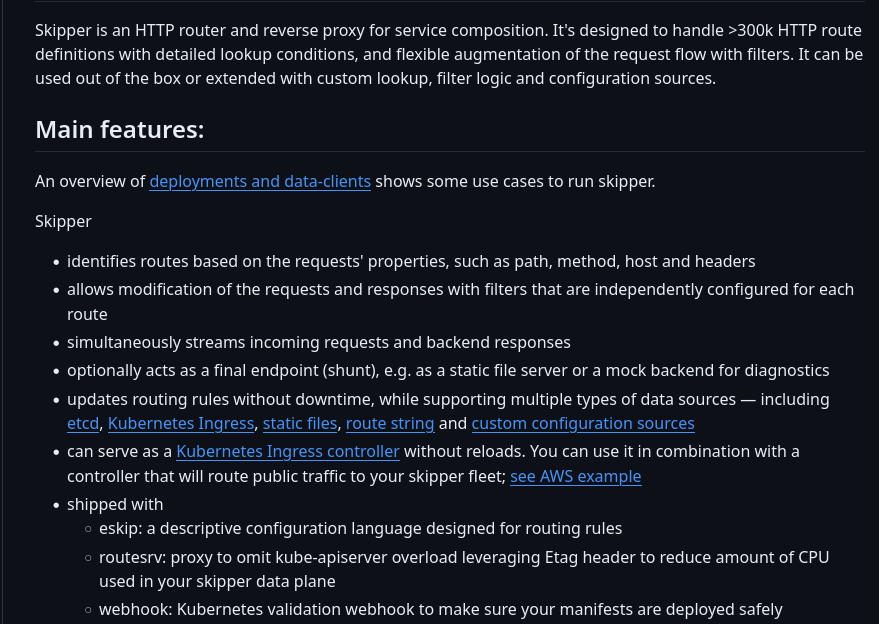 Skipper is an HTTP router and reverse proxy for service composition. It's designed to handle >300k HTTP route
definitions with detailed lookup conditions, and flexible augmentation of the request flow with filters. It can be
used out of the box or extended with custom lookup, filter logic and configuration sources.
Main features:
An overview of deployments and data-clients shows some use cases to run skipper.
Skipper
• identifies routes based on the requests' properties, such as path, method, host and headers
• allows modification of the requests and responses with filters that are independently configured for each
route
• simultaneously streams incoming requests and backend responses
• optionally acts as a final endpoint (shunt), e.g. as a static file server or a mock backend for diagnostics
• updates routing rules without downtime, while supporting multiple types of data sources — including
etcd, Kubernetes Ingress, static files, route string and custom configuration sources
• can serve as a Kubernetes Ingress controller without reloads. You can use it in combination with a
controller that will route public traffic to your skipper fleet; see AWS example
• shipped with
○ eskip: a descriptive configuration language designed for routing rules
○ routesrv: proxy to omit kube-apiserver overload leveraging Etag header to reduce amount of CPU
used in your skipper data plane
○ webhook: Kubernetes validation webhook to make sure your manifests are deployed safely